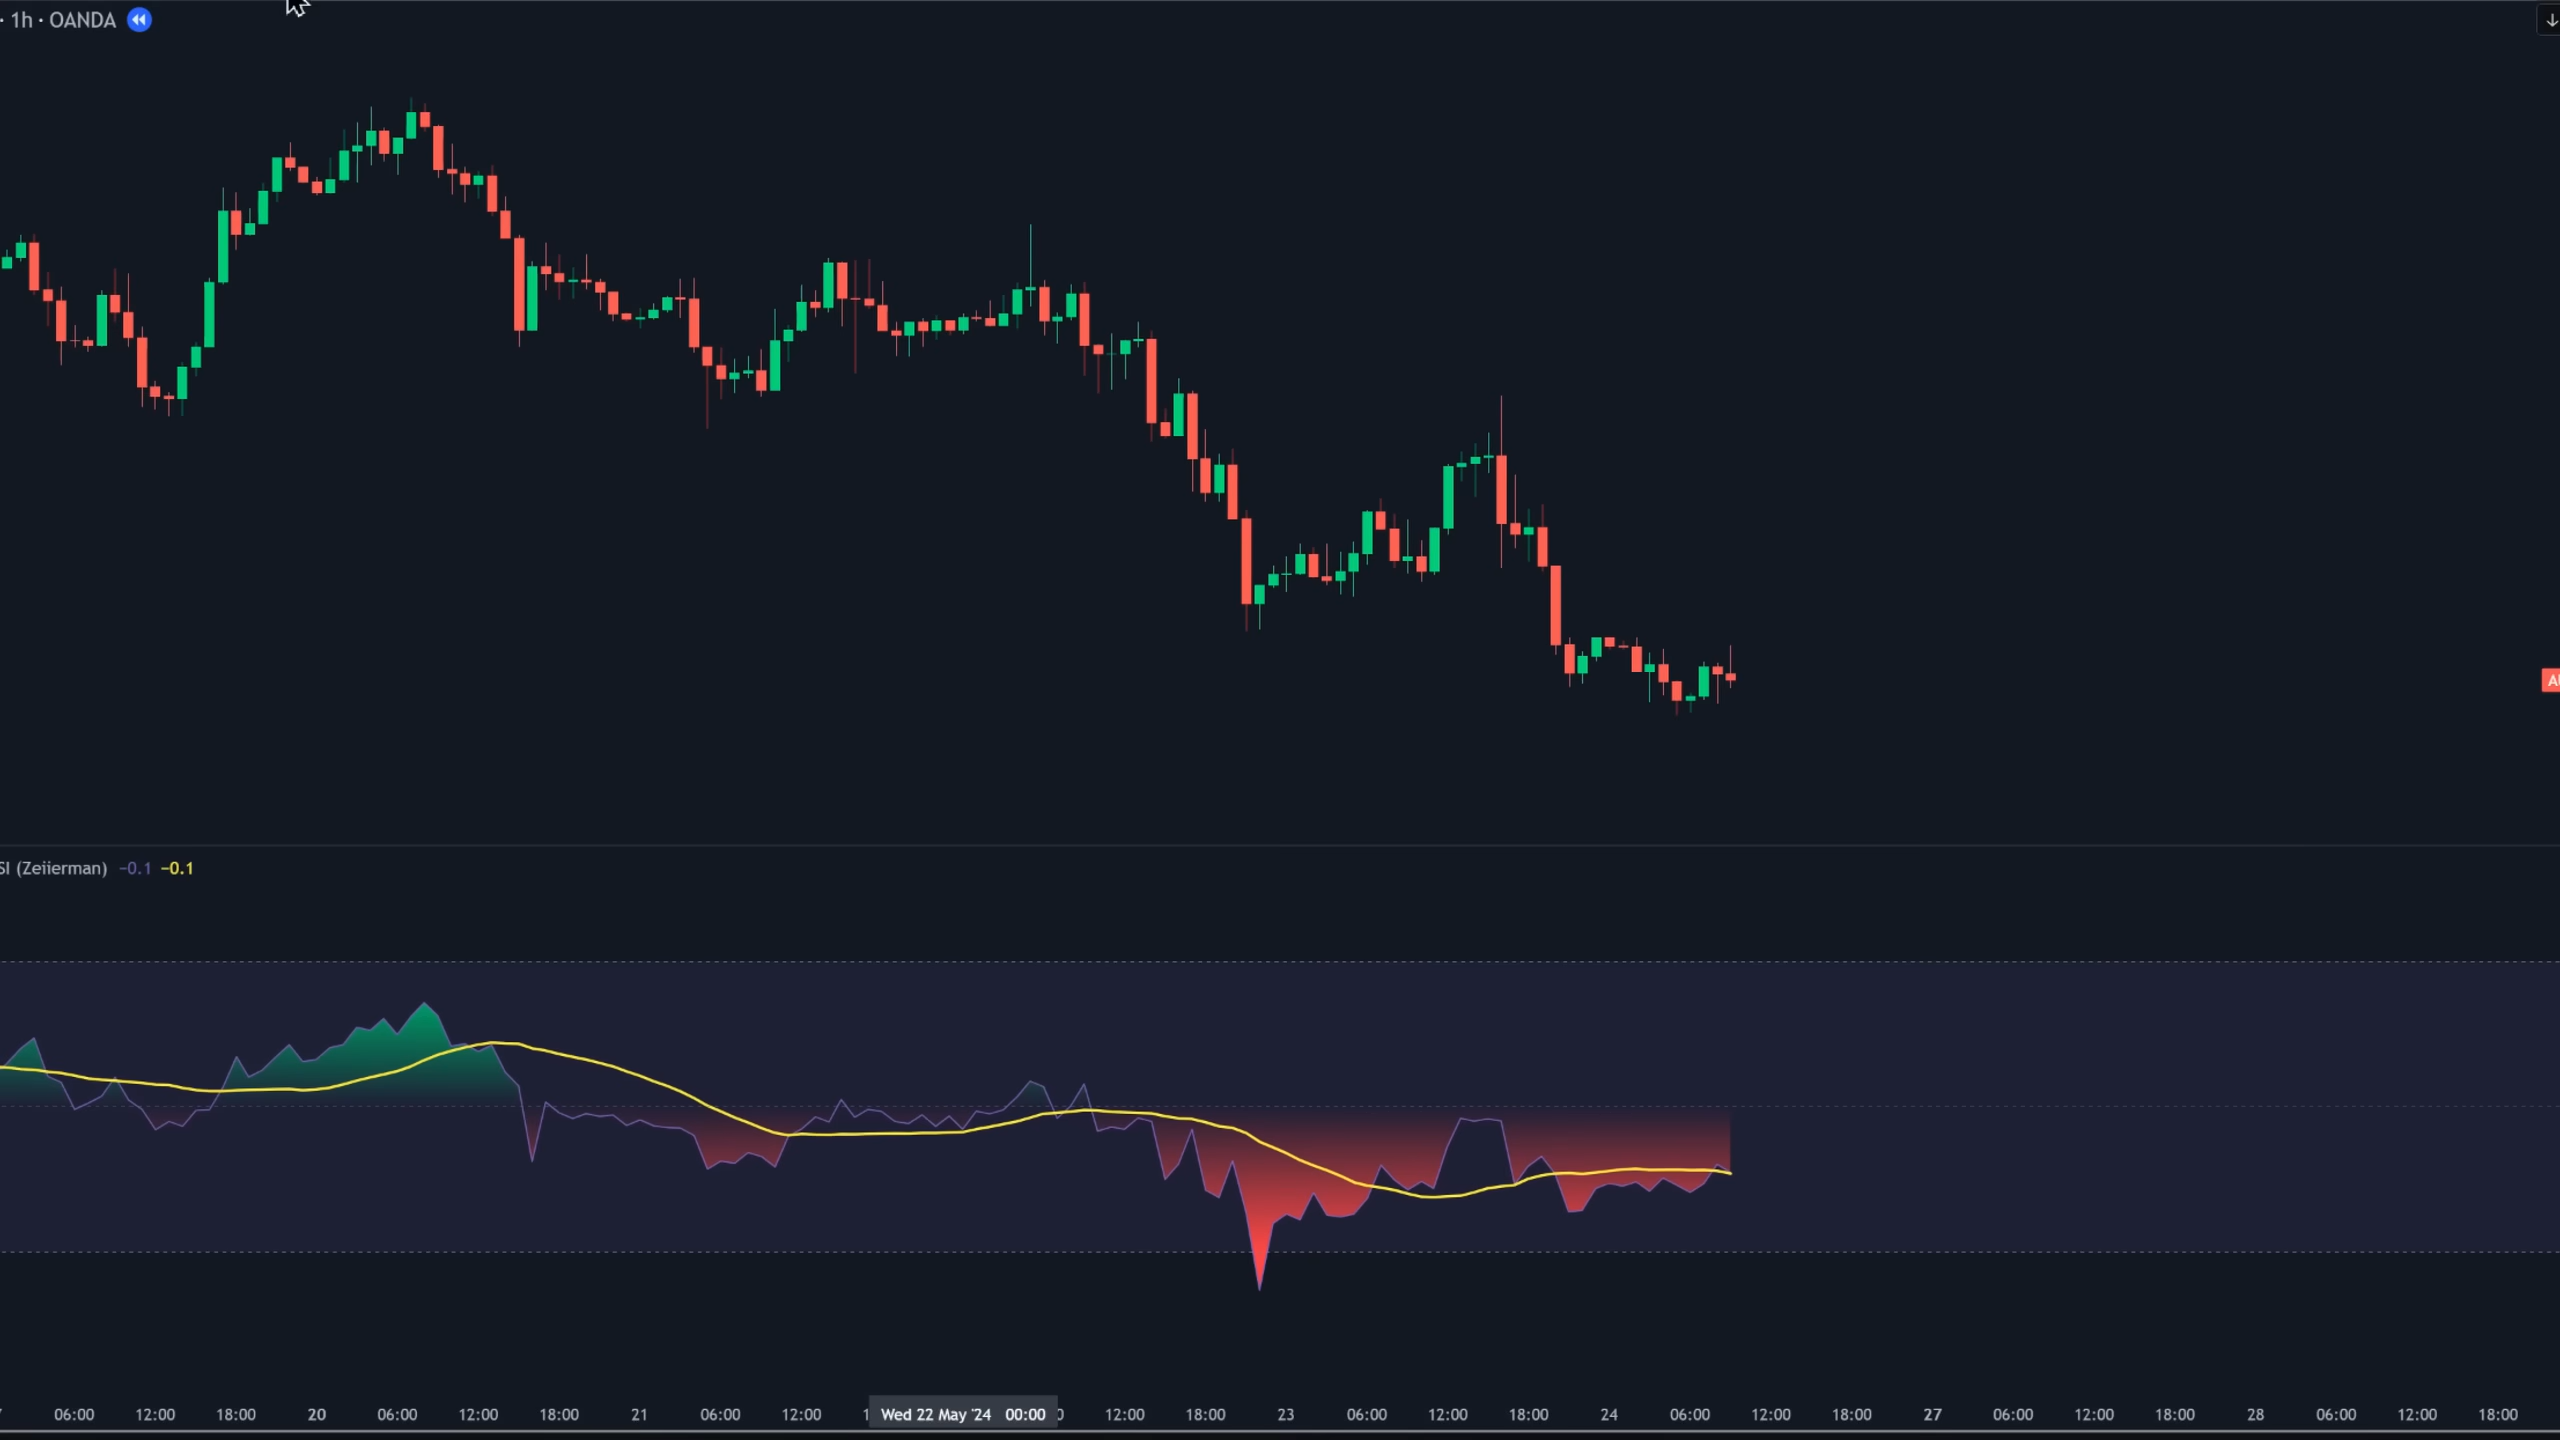 · 1h · OANDA
SI (Zeiierman) −0.1 −0.1
06:00 12:00 18:00 20 06:00 12:00 18:00 21 06:00 12:00 Wed 22 May '24 00:00 12:00 18:00 23 06:00 12:00 18:00 24 06:00 12:00 18:00 27 06:00 12:00 18:00 28 06:00 12:00 18:00